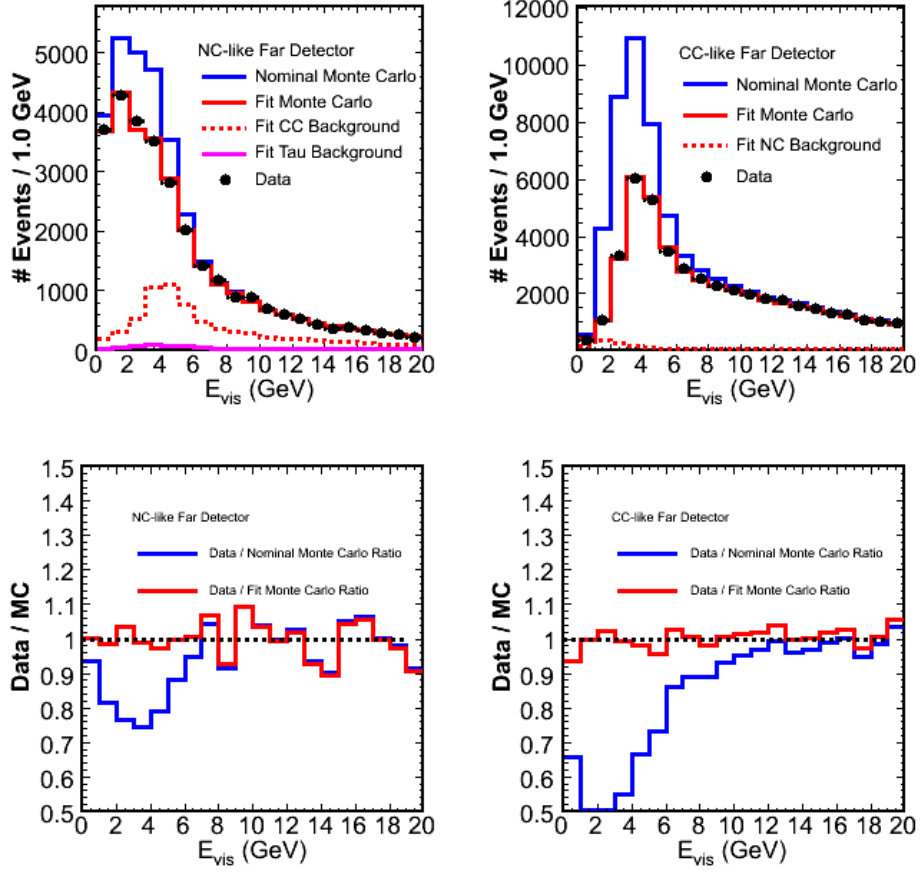 NC-like Far Detector
Nominal Monte Carlo
Fit Monte Carlo
Fit CC Background
Fit Tau Background
Data
# Events / 1.0 GeV
5000
4000
3000
2000
1000
0
0 2 4 6 8 10 12 14 16 18 20
E_vis (GeV)
CC-like Far Detector
Nominal Monte Carlo
Fit Monte Carlo
Fit NC Background
Data
# Events / 1.0 GeV
12000
10000
8000
6000
4000
2000
0 2 4 6 8 10 12 14 16 18 20
E_vis (GeV)
NC-like Far Detector
Data / Nominal Monte Carlo Ratio
Data / Fit Monte Carlo Ratio
Data / MC
1.5
1.4
1.3
1.2
1.1
1
0.9
0.8
0.7
0.6
0.5
0 2 4 6 8 10 12 14 16 18 20
E_vis (GeV)
CC-like Far Detector
Data / Nominal Monte Carlo Ratio
Data / Fit Monte Carlo Ratio
Data / MC
1.5
1.4
1.3
1.2
1.1
1
0.9
0.8
0.7
0.6
0.5
0 2 4 6 8 10 12 14 16 18 20
E_vis (GeV)